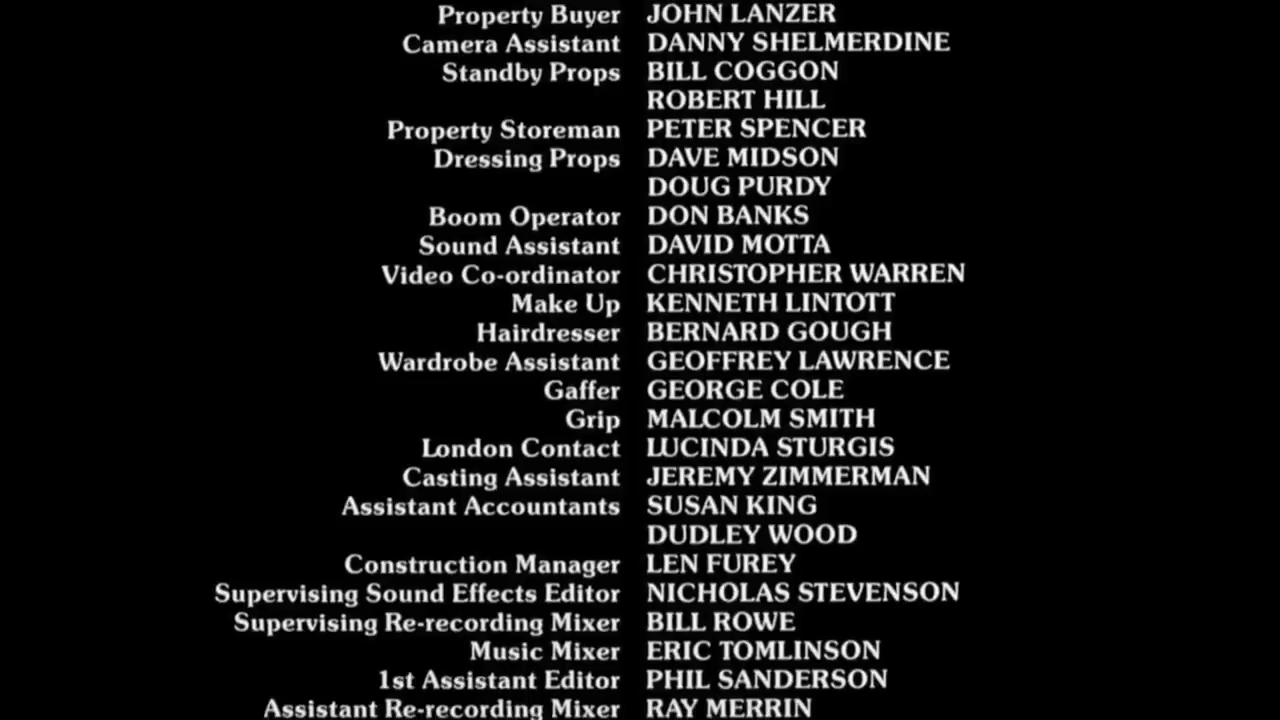 Property Buyer JOHN LANZER
Camera Assistant DANNY SHELMERDINE
Standby Props BILL COGGON
ROBERT HILL
Property Storeman PETER SPENCER
Dressing Props DAVE MIDSON
DOUG PURDY
Boom Operator DON BANKS
Sound Assistant DAVID MOTTA
Video Co-ordinator CHRISTOPHER WARREN
Make Up KENNETH LINTOTT
Hairdresser BERNARD GOUGH
Wardrobe Assistant GEOFFREY LAWRENCE
Gaffer GEORGE COLE
Grip MALCOLM SMITH
London Contact LUCINDA STURGIS
Casting Assistant JEREMY ZIMMERMAN
Assistant Accountants SUSAN KING
DUDLEY WOOD
Construction Manager LEN FUREY
Supervising Sound Effects Editor NICHOLAS STEVENSON
Supervising Re-recording Mixer BILL ROWE
Music Mixer ERIC TOMLINSON
1st Assistant Editor PHIL SANDERSON
Assistant Re-recording Mixer RAY MERRIN